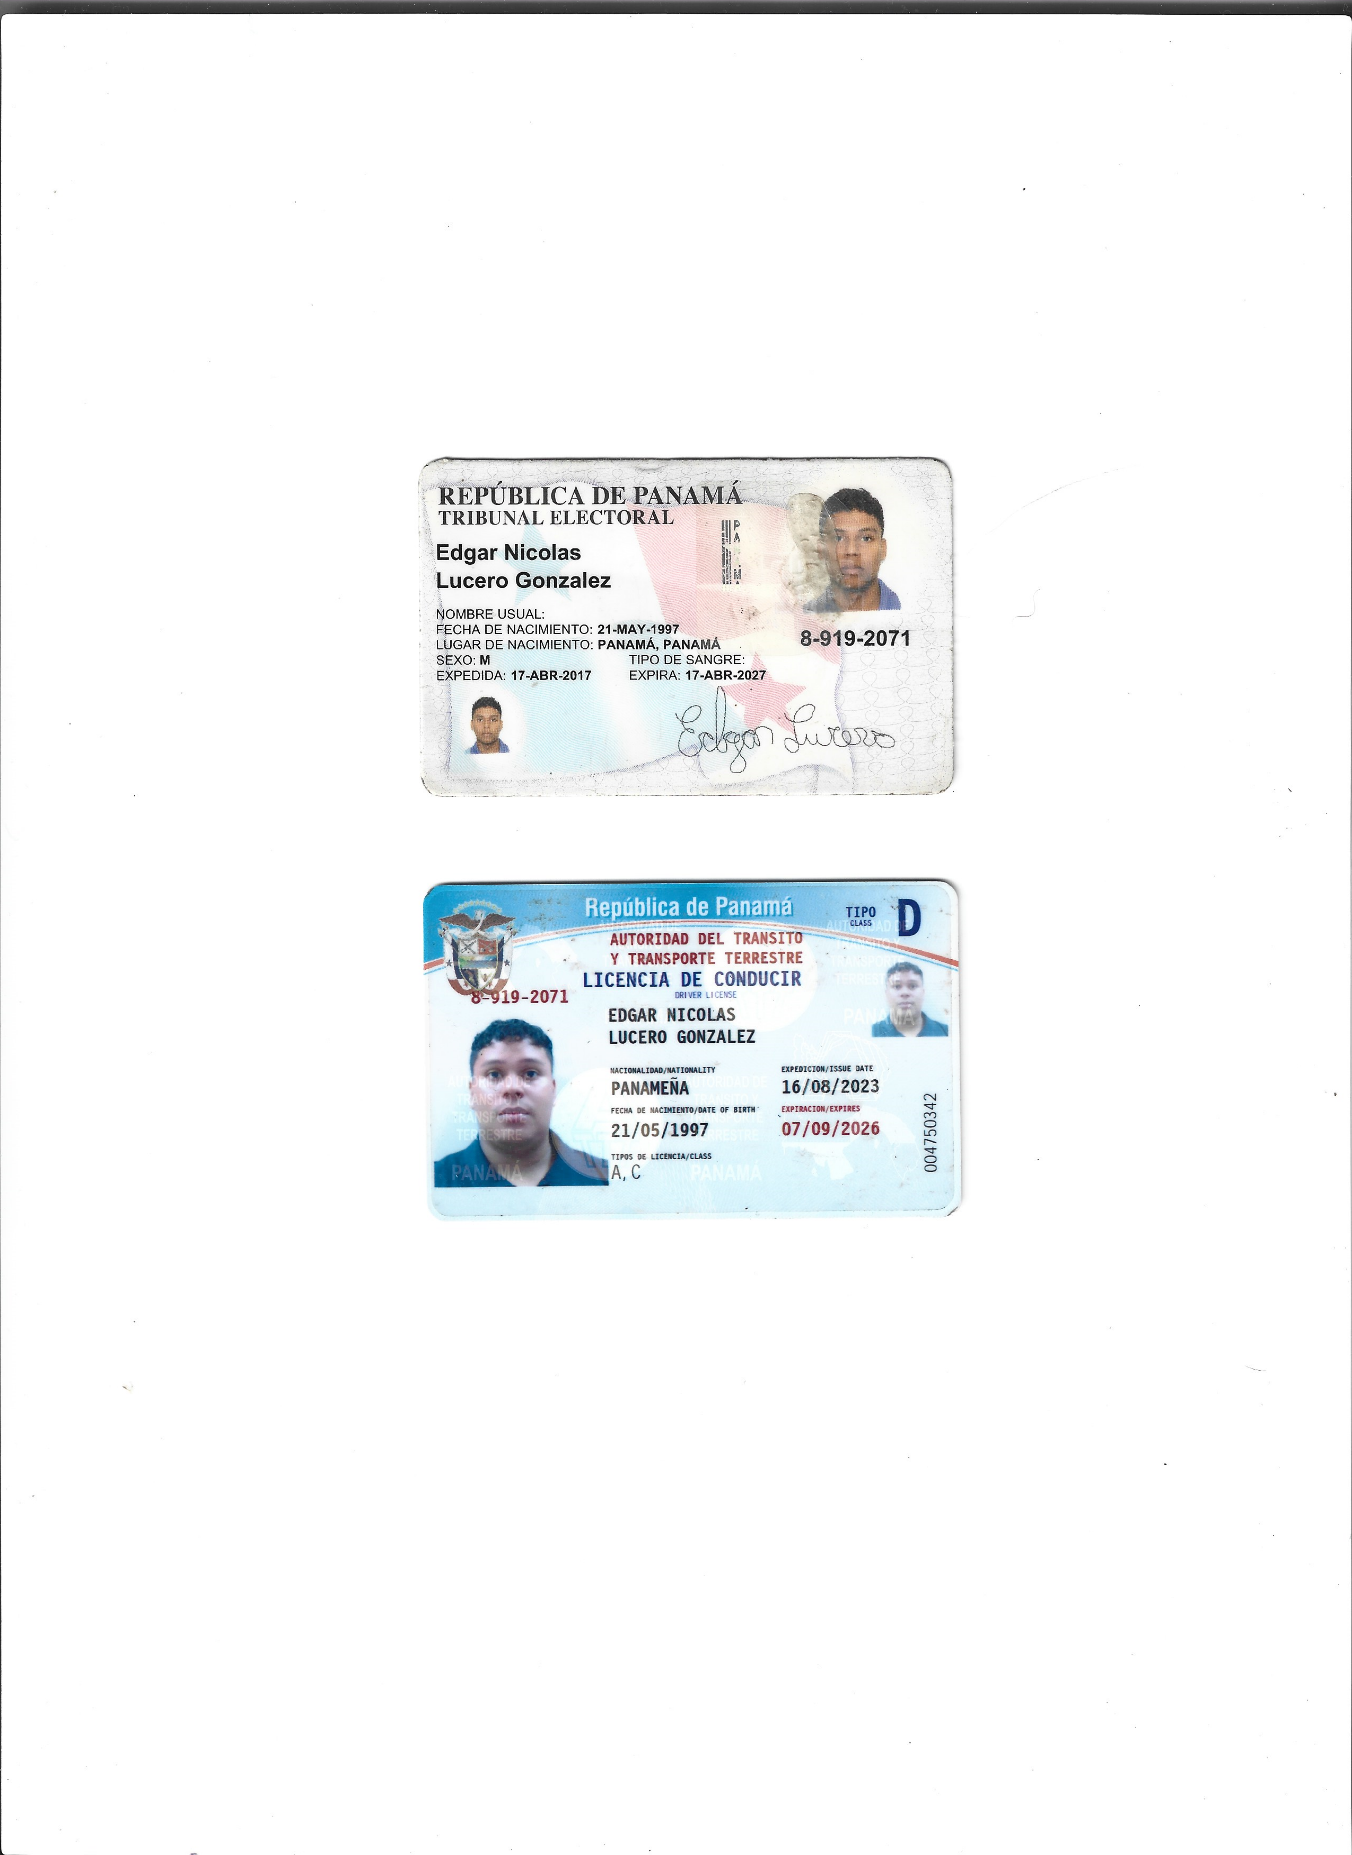 REPÚBLICA DE PANAMÁ
TRIBUNAL ELECTORAL
Edgar Nicolas
Lucero Gonzalez
NOMBRE USUAL:
FECHA DE NACIMIENTO: 21-MAY-1997
LUGAR DE NACIMIENTO: PANAMÁ, PANAMÁ
SEXO: M TIPO DE SANGRE:
EXPEDIDA: 17-ABR-2017 EXPIRA: 17-ABR-2027
8-919-2071
Edgar Lucero
República de Panamá
TIPO D
CLASS
AUTORIDAD DEL TRANSITO
Y TRANSPORTE TERRESTRE
LICENCIA DE CONDUCIR
DRIVER LICENSE
8-919-2071
EDGAR NICOLAS
LUCERO GONZALEZ
NACIONALIDAD/NATIONALITY EXPEDICION/ISSUE DATE
PANAMEÑA 16/08/2023
FECHA DE NACIMIENTO/DATE OF BIRTH EXPIRACION/EXPIRES
21/05/1997 07/09/2026
TIPOS DE LICENCIA/CLASS
A, C
004750342
PANAMÁ
PANAMÁ
PANAMÁ